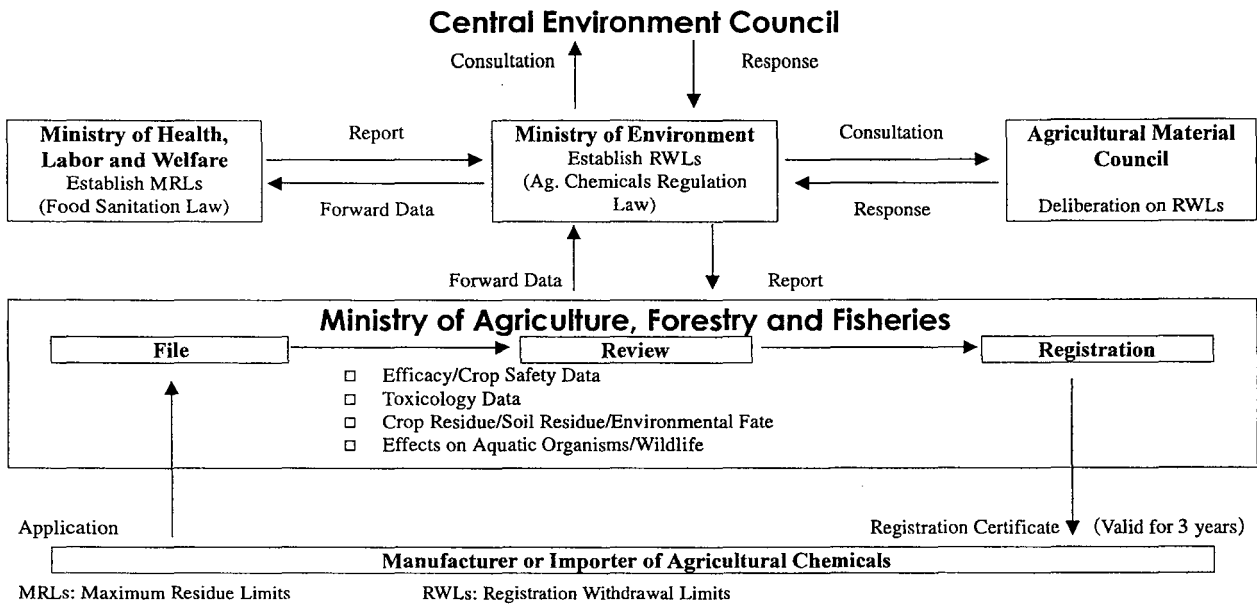 Central Environment Council
Consultation
Response
Ministry of Health,
Labor and Welfare
Establish MRLs
(Food Sanitation Law)
Report
Forward Data
Ministry of Environment
Establish RWLs
(Ag. Chemicals Regulation
Law)
Consultation
Response
Agricultural Material
Council
Deliberation on RWLs
Forward Data
Report
Ministry of Agriculture, Forestry and Fisheries
File
Review
Registration
□ Efficacy/Crop Safety Data
□ Toxicology Data
□ Crop Residue/Soil Residue/Environmental Fate
□ Effects on Aquatic Organisms/Wildlife
Application
Registration Certificate (Valid for 3 years)
Manufacturer or Importer of Agricultural Chemicals
MRLs: Maximum Residue Limits
RWLs: Registration Withdrawal Limits